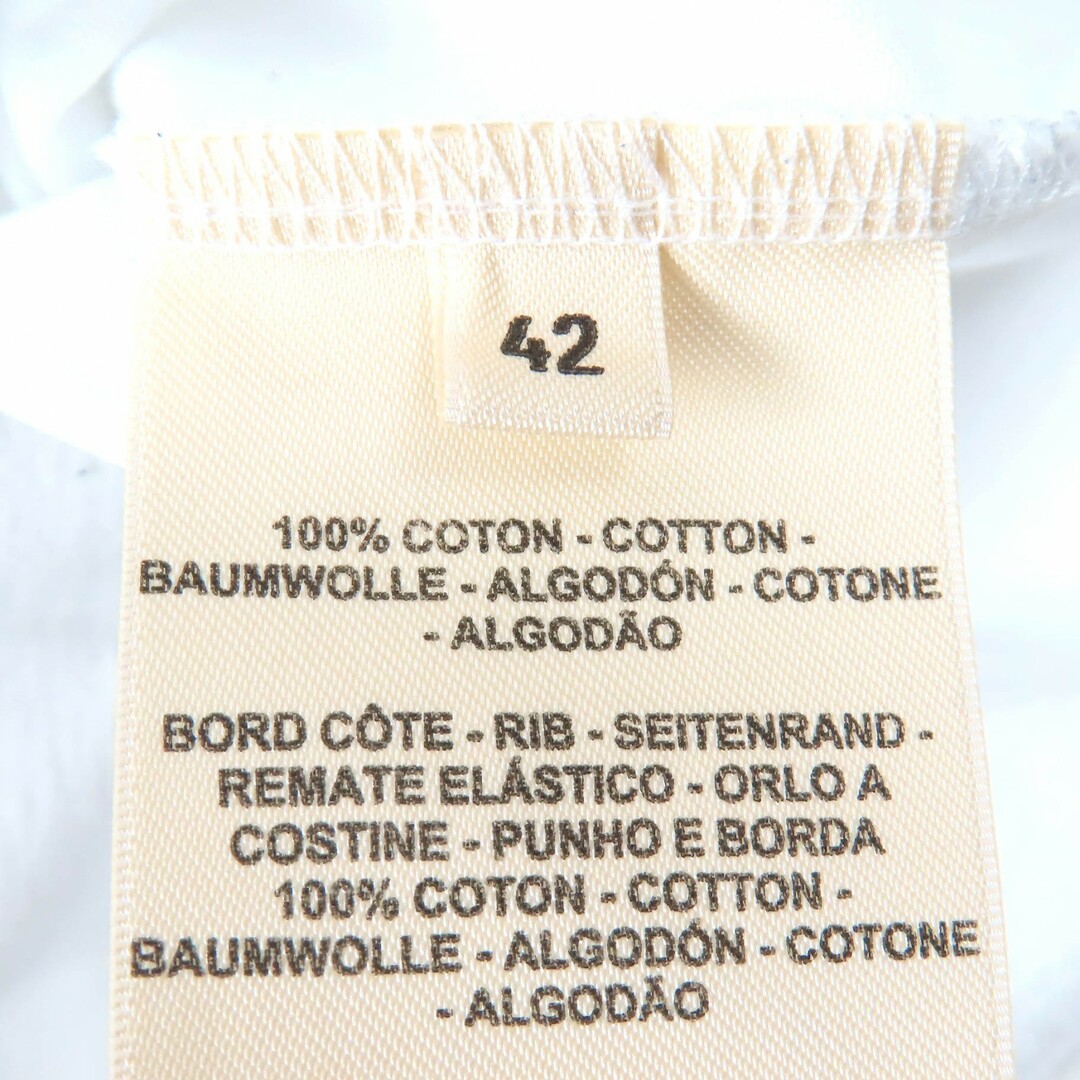 42
100% COTON - COTTON -
BAUMWOLLE - ALGODÓN - COTONE
- ALGODÃO
BORD CÔTE - RIB - SEITENRAND -
REMATE ELÁSTICO - ORLO A
COSTINE - PUNHO E BORDA
100% COTON - COTTON -
BAUMWOLLE - ALGODÓN - COTONE
- ALGODÃO